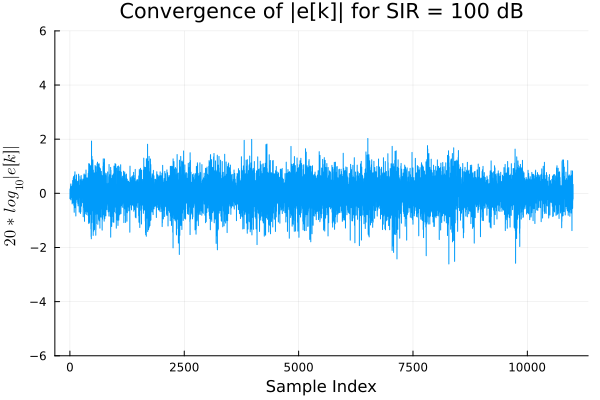 Convergence of |e[k]| for SIR = 100 dB
6
4
2
0
−2
−4
−6
20 * log₁₀|e[k]|
0 2500 5000 7500 10000
Sample Index